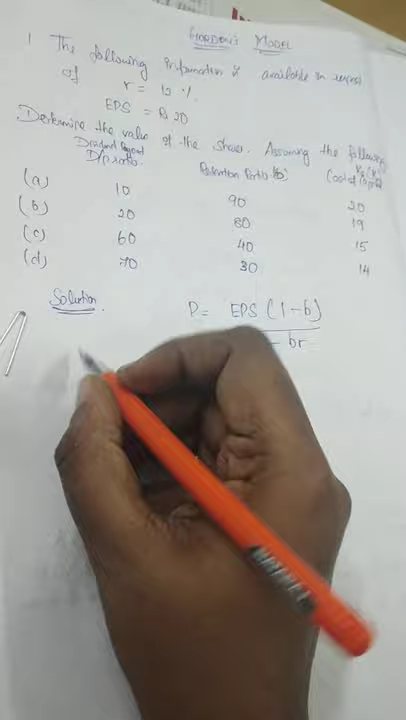 GORDON'S MODEL
1 The following information is available in respect
of r = 12 %.
EPS = Rs 20
Determine the value of the share. Assuming the following
Dividend Payout
D/P ratio. Retention Ratio (b) Cost of Capital
(a) 10 90 20
(b) 20 80 19
(c) 60 40 15
(d) 70 30 14
Solution.
P = EPS (1-b)
- br